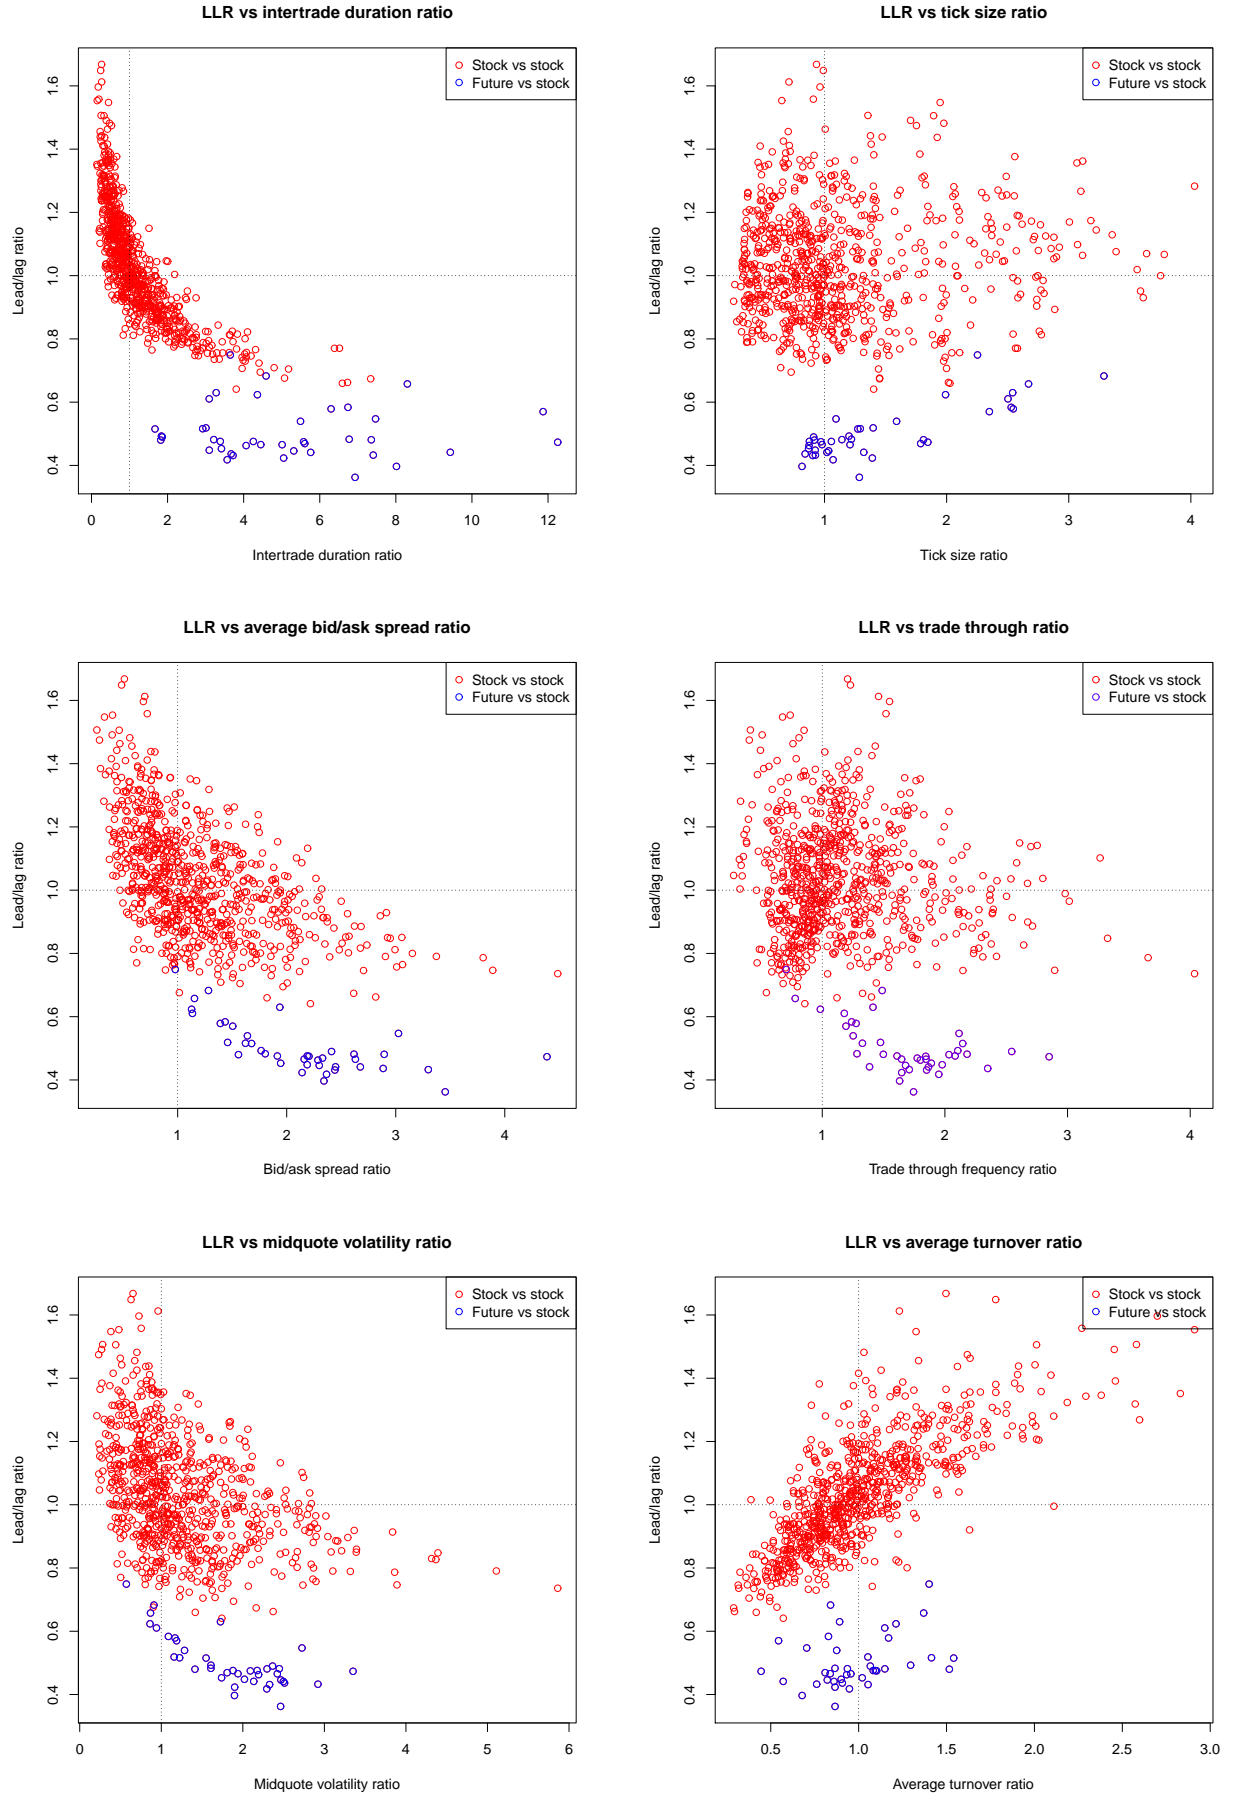 LLR vs intertrade duration ratio
Stock vs stock
Future vs stock
1.6
1.4
1.2
1.0
0.8
0.6
0.4
Lead/lag ratio
0 2 4 6 8 10 12
Intertrade duration ratio
LLR vs tick size ratio
Stock vs stock
Future vs stock
1.6
1.4
1.2
1.0
0.8
0.6
0.4
Lead/lag ratio
1 2 3 4
Tick size ratio
LLR vs average bid/ask spread ratio
Stock vs stock
Future vs stock
1.6
1.4
1.2
1.0
0.8
0.6
0.4
Lead/lag ratio
1 2 3 4
Bid/ask spread ratio
LLR vs trade through ratio
Stock vs stock
Future vs stock
1.6
1.4
1.2
1.0
0.8
0.6
0.4
Lead/lag ratio
1 2 3 4
Trade through frequency ratio
LLR vs midquote volatility ratio
Stock vs stock
Future vs stock
1.6
1.4
1.2
1.0
0.8
0.6
0.4
Lead/lag ratio
0 1 2 3 4 5 6
Midquote volatility ratio
LLR vs average turnover ratio
Stock vs stock
Future vs stock
1.6
1.4
1.2
1.0
0.8
0.6
0.4
Lead/lag ratio
0.5 1.0 1.5 2.0 2.5 3.0
Average turnover ratio